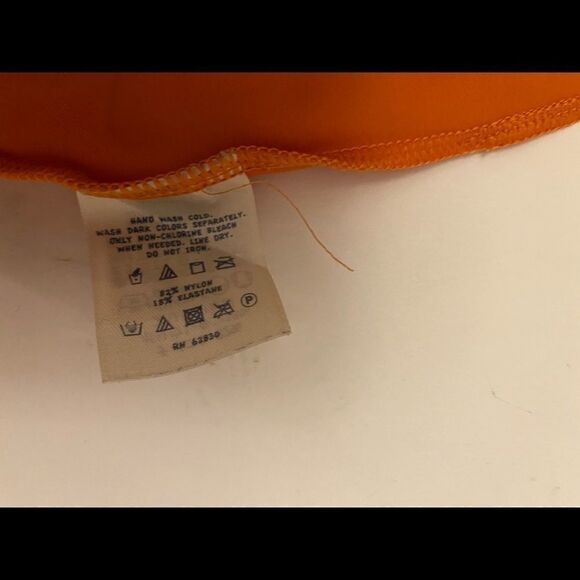 HAND WASH COLD.
WASH DARK COLORS SEPARATELY.
ONLY NON-CHLORINE BLEACH
WHEN NEEDED. LINE DRY.
DO NOT IRON.
82% NYLON
18% ELASTANE
P
RN 62830